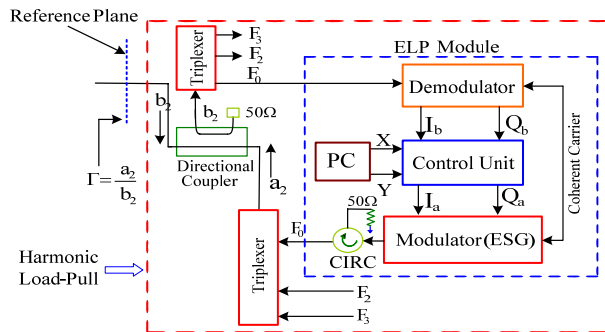 Reference Plane
F3
F2
F0
Triplexer
ELP Module
Demodulator
b2
b2
50Ω
Directional
Coupler
a2
Γ=a2/b2
Ib
Qb
X
PC
Y
Control Unit
Ia
Qa
Coherent Carrier
50Ω
F0
Modulator(ESG)
CIRC
Triplexer
Harmonic
Load-Pull
F2
F3